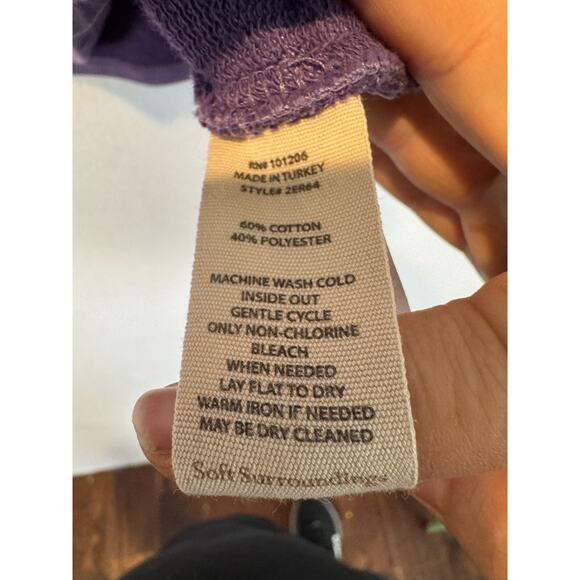 RN# 101206
MADE IN TURKEY
STYLE# 2ER64
60% COTTON
40% POLYESTER
MACHINE WASH COLD
INSIDE OUT
GENTLE CYCLE
ONLY NON-CHLORINE
BLEACH
WHEN NEEDED
LAY FLAT TO DRY
WARM IRON IF NEEDED
MAY BE DRY CLEANED
Soft Surroundings